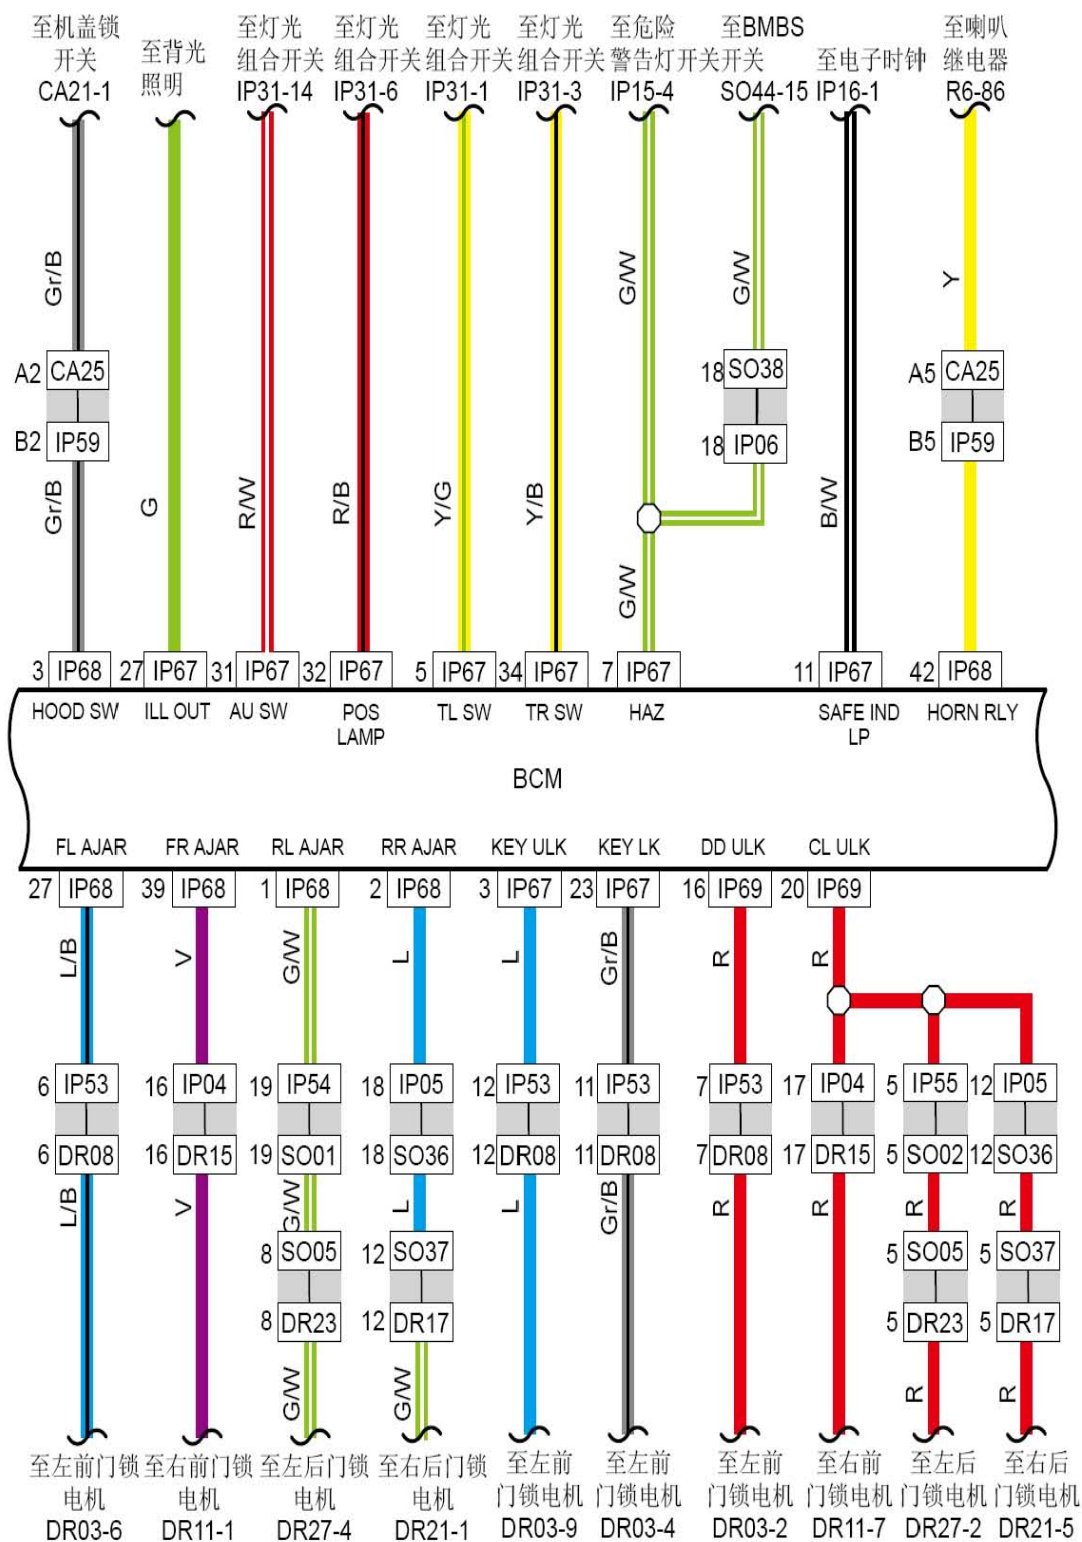 至机盖锁
开关
CA21-1
至背光
照明
至灯光
组合开关
IP31-14
至灯光
组合开关
IP31-6
至灯光
组合开关
IP31-1
至灯光
组合开关
IP31-3
至危险
警告灯开关
IP15-4
至BMBS
开关
SO44-15
至电子时钟
IP16-1
至喇叭
继电器
R6-86
Gr/B
G/W
G/W
Y
A2 CA25
B2 IP59
18 SO38
18 IP06
A5 CA25
B5 IP59
Gr/B
G
R/W
R/B
Y/G
Y/B
G/W
B/W
3 IP68
27 IP67
31 IP67
32 IP67
5 IP67
34 IP67
7 IP67
11 IP67
42 IP68
HOOD SW
ILL OUT
AU SW
POS
LAMP
TL SW
TR SW
HAZ
SAFE IND
LP
HORN RLY
BCM
FL AJAR
FR AJAR
RL AJAR
RR AJAR
KEY ULK
KEY LK
DD ULK
CL ULK
27 IP68
39 IP68
1 IP68
2 IP68
3 IP67
23 IP67
16 IP69
20 IP69
L/B
V
G/W
L
L
Gr/B
R
R
6 IP53
16 IP04
19 IP54
18 IP05
12 IP53
11 IP53
7 IP53
17 IP04
5 IP55
12 IP05
6 DR08
16 DR15
19 SO01
18 SO36
12 DR08
11 DR08
7 DR08
17 DR15
5 SO02
12 SO36
L/B
V
G/W
L
L
Gr/B
R
R
R
R
8 SO05
12 SO37
5 SO05
5 SO37
8 DR23
12 DR17
5 DR23
5 DR17
G/W
G/W
R
R
至左前门锁
电机
DR03-6
至右前门锁
电机
DR11-1
至左后门锁
电机
DR27-4
至右后门锁
电机
DR21-1
至左前
门锁电机
DR03-9
至左前
门锁电机
DR03-4
至左前
门锁电机
DR03-2
至右前
门锁电机
DR11-7
至左后
门锁电机
DR27-2
至右后
门锁电机
DR21-5